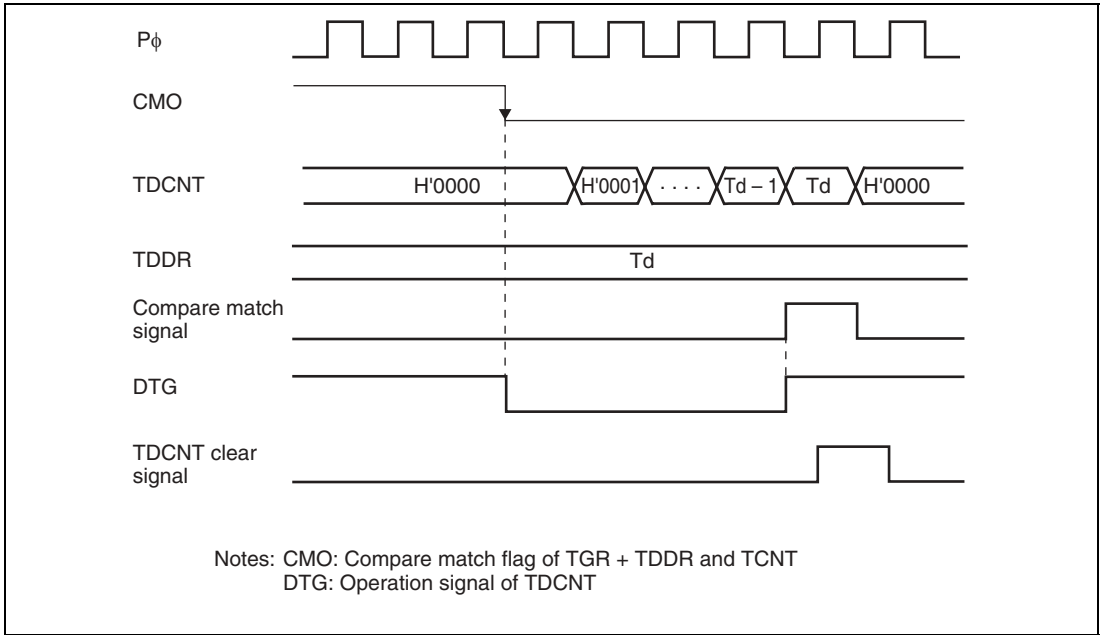 Pϕ
CMO
TDCNT
H'0000 H'0001 · · · · Td – 1 Td H'0000
TDDR
Td
Compare match
signal
DTG
TDCNT clear
signal
Notes: CMO: Compare match flag of TGR + TDDR and TCNT
DTG: Operation signal of TDCNT